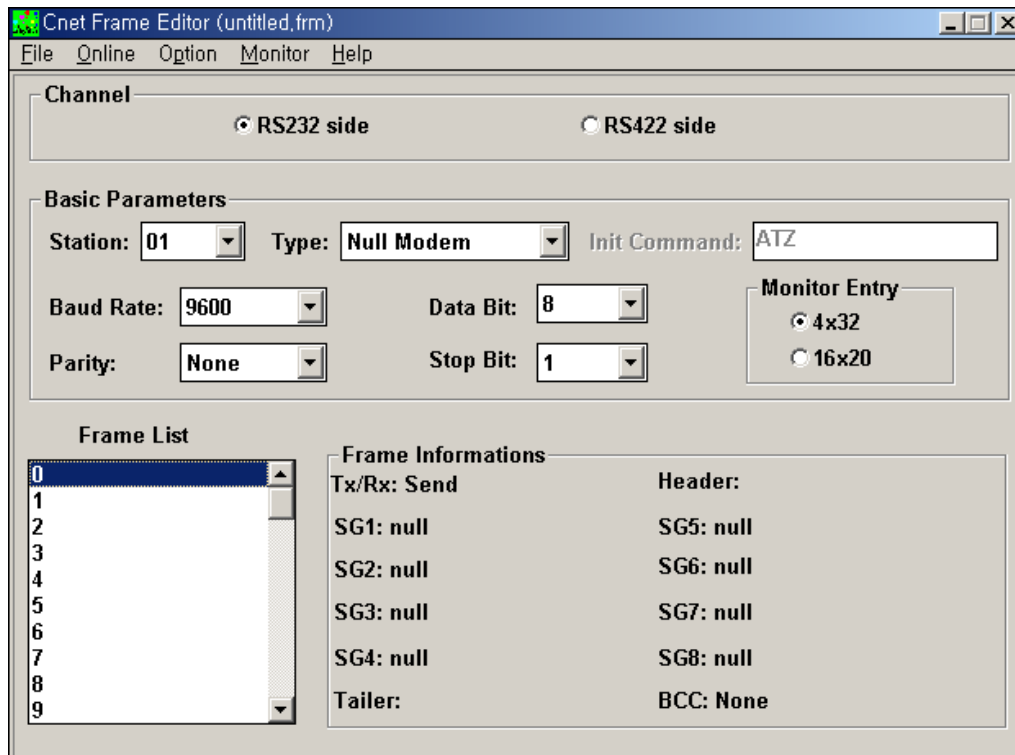 Cnet Frame Editor (untitled,frm)
File Online Option Monitor Help
Channel
RS232 side RS422 side
Basic Parameters
Station: 01 Type: Null Modem Init Command: ATZ
Baud Rate: 9600 Data Bit: 8
Monitor Entry
4x32
16x20
Parity: None Stop Bit: 1
Frame List
0
1
2
3
4
5
6
7
8
9
Frame Informations
Tx/Rx: Send Header:
SG1: null SG5: null
SG2: null SG6: null
SG3: null SG7: null
SG4: null SG8: null
Tailer: BCC: None